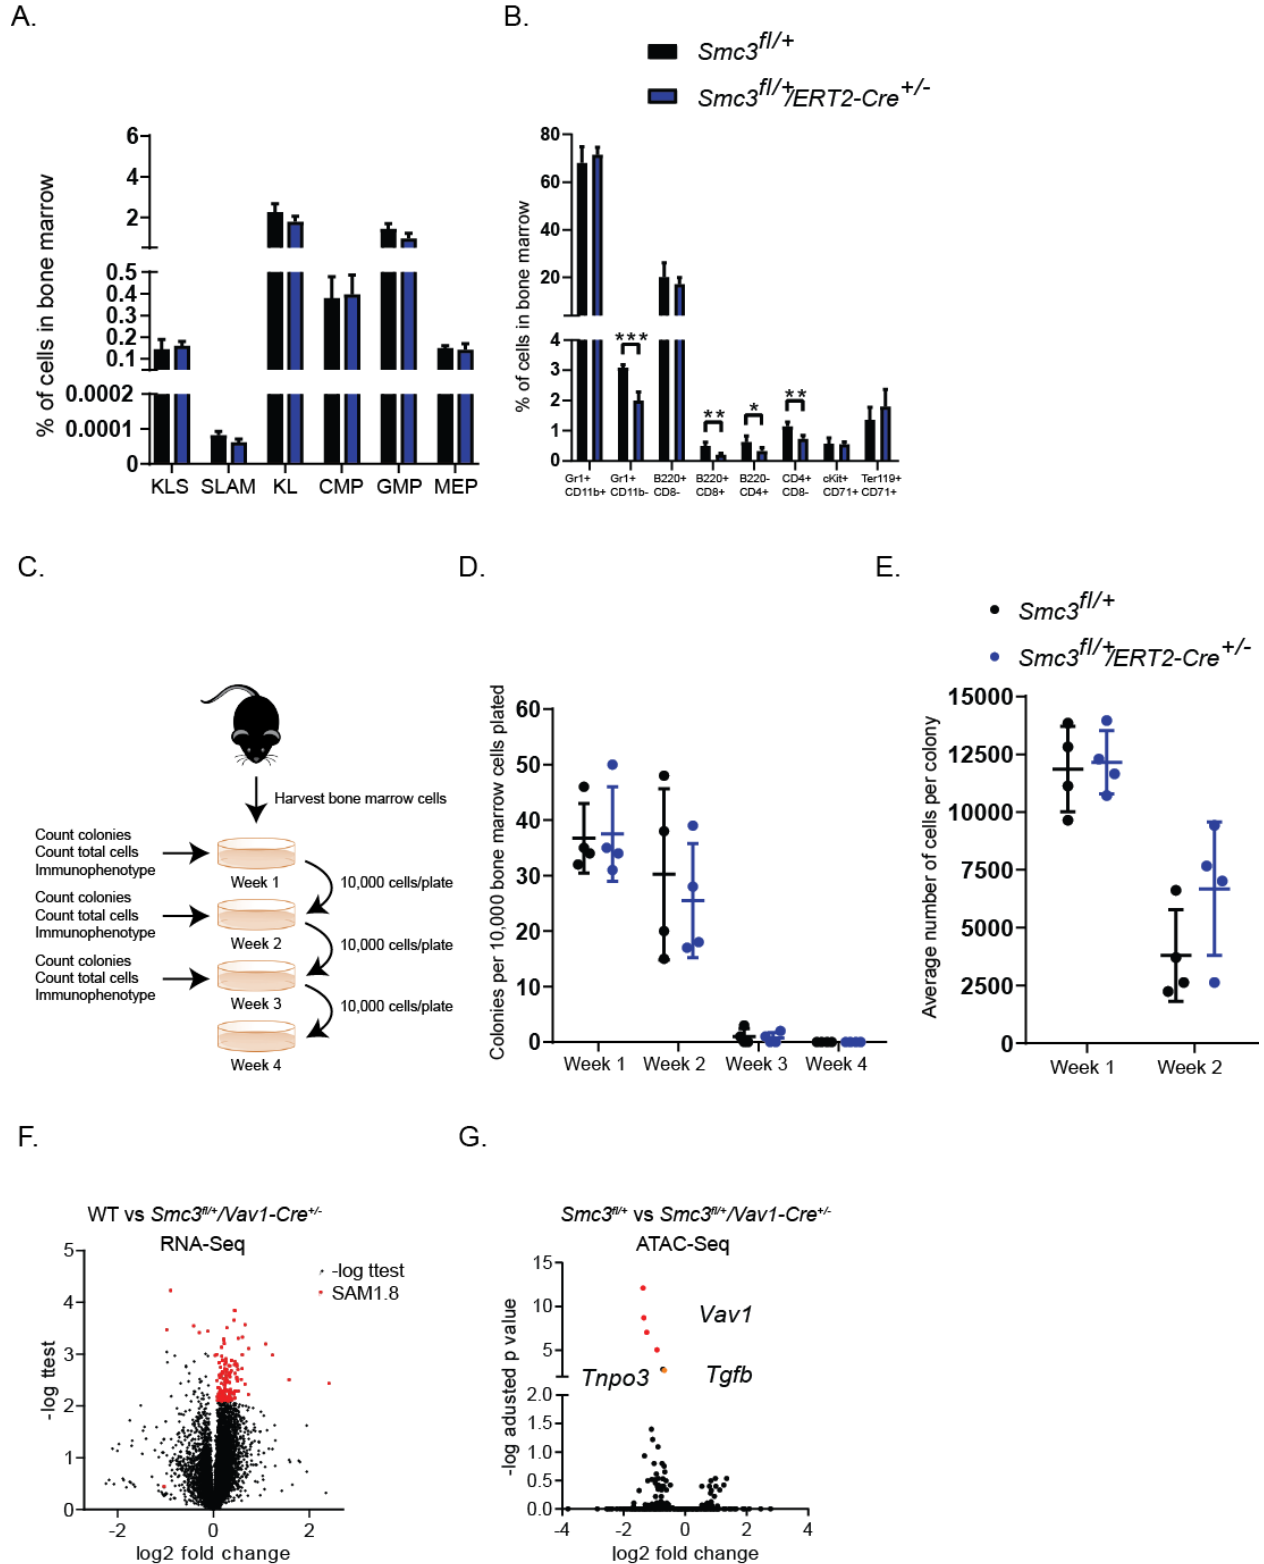 A.
B.
Smc3fl/+
Smc3fl/+/ERT2-Cre+/-
% of cells in bone marrow
6
4
2
0.5
0.4
0.3
0.2
0.1
0.0002
0.0001
0
KLS SLAM KL CMP GMP MEP
% of cells in bone marrow
80
60
40
20
4
3
2
1
0
***
**
*
**
Gr1+ Gr1+ B220+ B220+ B220- CD4+ cKit+ Ter119+
CD11b+ CD11b- CD8- CD8+ CD4+ CD8- CD71+ CD71+
C.
Harvest bone marrow cells
Count colonies
Count total cells
Immunophenotype
Week 1
10,000 cells/plate
Count colonies
Count total cells
Immunophenotype
Week 2
10,000 cells/plate
Count colonies
Count total cells
Immunophenotype
Week 3
10,000 cells/plate
Week 4
D.
Colonies per 10,000 bone marrow cells plated
60
50
40
30
20
10
0
Week 1 Week 2 Week 3 Week 4
E.
Smc3fl/+
Smc3fl/+/ERT2-Cre+/-
Average number of cells per colony
15000
12500
10000
7500
5000
2500
0
Week 1 Week 2
F.
WT vs Smc3fl/+/Vav1-Cre+/-
RNA-Seq
-log ttest
SAM1.8
-log ttest
5
4
3
2
1
0
-2 0 2
log2 fold change
G.
Smc3fl/+ vs Smc3fl/+/Vav1-Cre+/-
ATAC-Seq
-log adusted p value
15
10
5
2.0
1.5
1.0
0.5
0.0
Vav1
Tnpo3
Tgfb
-4 -2 0 2 4
log2 fold change